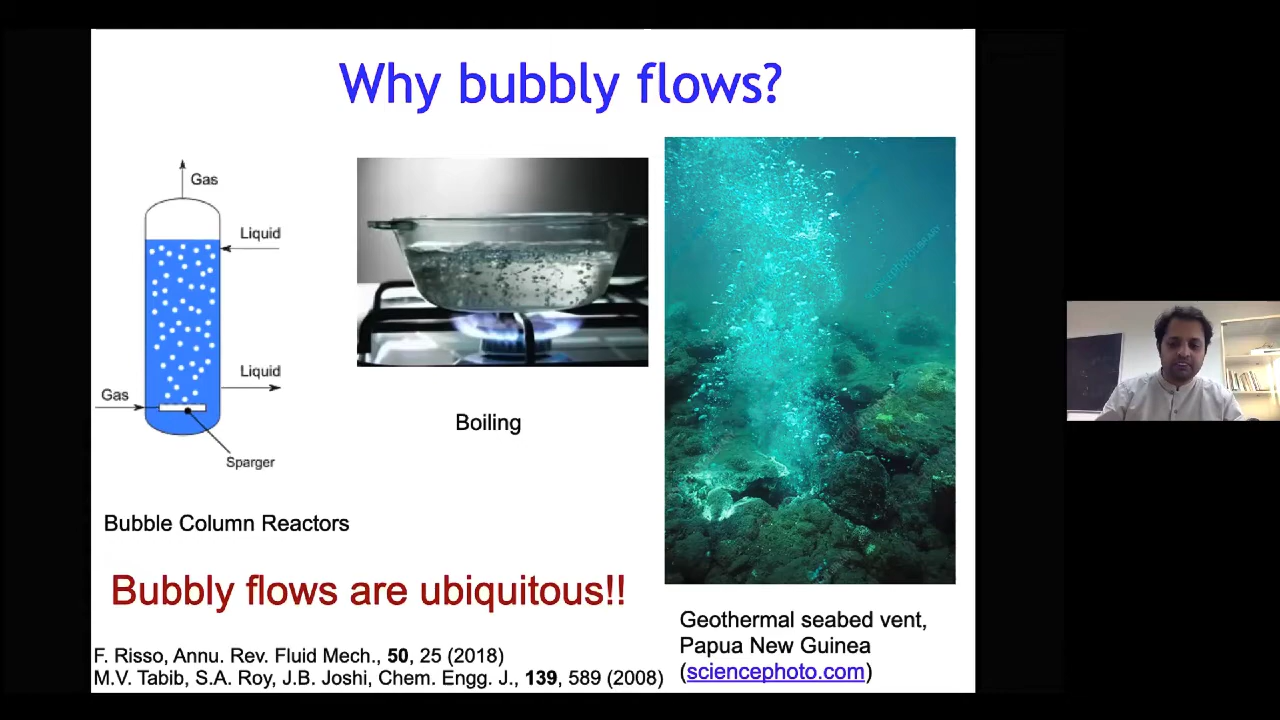 Why bubbly flows?
Gas
Liquid
Liquid
Gas
Sparger
Bubble Column Reactors
Boiling
Bubbly flows are ubiquitous!!
F. Risso, Annu. Rev. Fluid Mech., 50, 25 (2018)
M.V. Tabib, S.A. Roy, J.B. Joshi, Chem. Engg. J., 139, 589 (2008)
Geothermal seabed vent,
Papua New Guinea
(sciencephoto.com)